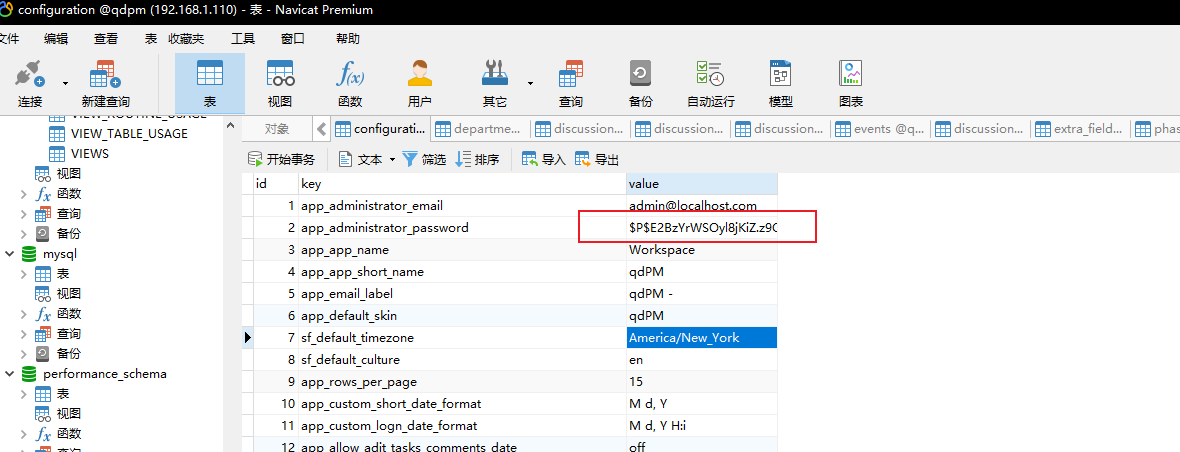 configuration @qdpm (192.168.1.110) - 表 - Navicat Premium
文件 编辑 查看 表 收藏夹 工具 窗口 帮助
连接 新建查询 表 视图 函数 用户 其它 查询 备份 自动运行 模型 图表
VIEW_ROUTINE_USAGE
VIEW_TABLE_USAGE
VIEWS
视图
函数
查询
备份
mysql
表
视图
函数
查询
备份
performance_schema
表
视图
函数
对象 configurati... departme... discussion... discussion... discussion... events @q... discussion... extra_field... phas
开始事务 文本 筛选 排序 导入 导出
id key value
1 app_administrator_email admin@localhost.com
2 app_administrator_password
3 app_app_name Workspace
4 app_app_short_name qdPM
5 app_email_label qdPM -
6 app_default_skin qdPM
7 sf_default_timezone America/New_York
8 sf_default_culture en
9 app_rows_per_page 15
10 app_custom_short_date_format M d, Y
11 app_custom_logn_date_format M d, Y H:i
12 app_allow_adit_tasks_comments_date off